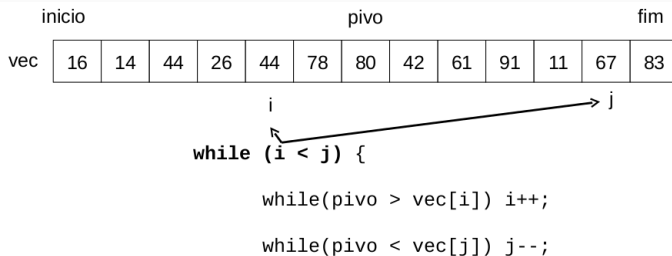 inicio pivo fim
vec 16 14 44 26 44 78 80 42 61 91 11 67 83
i j
while (i < j) {
while(pivo > vec[i]) i++;
while(pivo < vec[j]) j--;